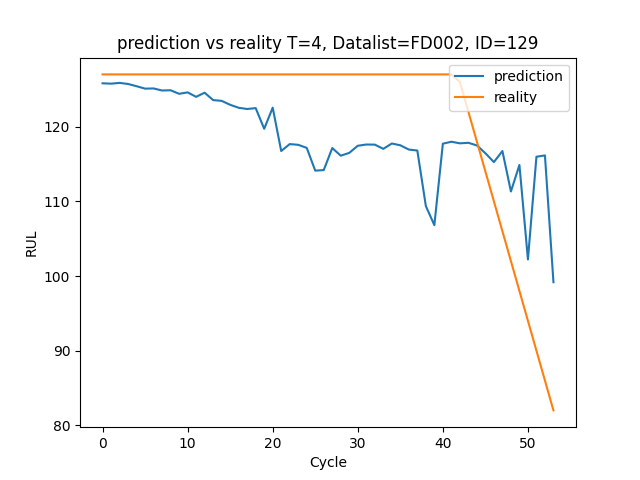 prediction vs reality T=4, Datalist=FD002, ID=129
prediction
reality
RUL
120
110
100
90
80
0 10 20 30 40 50
Cycle